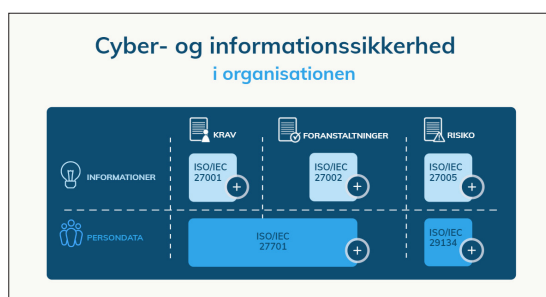 Cyber- og informationssikkerhed
i organisationen
KRAV
FORANSTALTNINGER
RISIKO
INFORMATIONER
ISO/IEC
27001
ISO/IEC
27002
ISO/IEC
27005
PERSONDATA
ISO/IEC
27701
ISO/IEC
29134